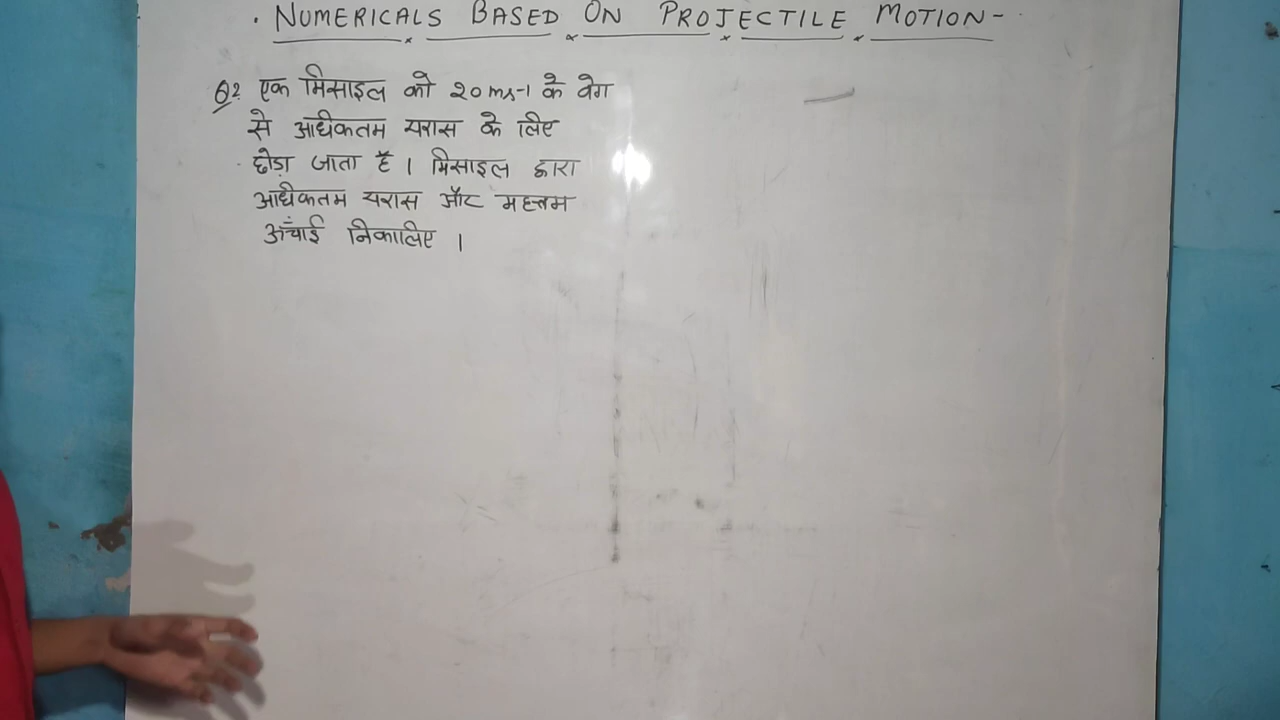 . NUMERICALS BASED ON PROJECTILE MOTION-
Q2. एक मिसाइल को 20ms-1 के वेग
से अधिकतम परास के लिए
छोड़ा जाता है । मिसाइल द्वारा
अधिकतम परास और महत्तम
ऊँचाई निकालिए ।